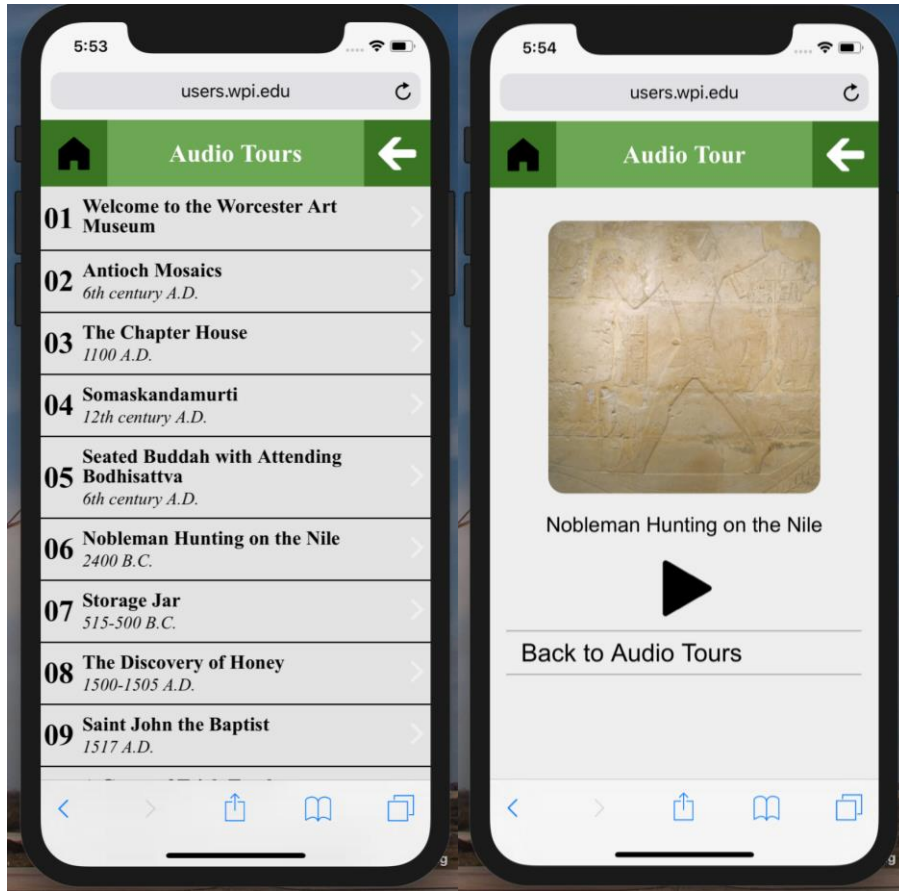 5:53
users.wpi.edu
Audio Tours
01 Welcome to the Worcester Art
Museum
02 Antioch Mosaics
6th century A.D.
03 The Chapter House
1100 A.D.
04 Somaskandamurti
12th century A.D.
Seated Buddah with Attending
05 Bodhisattva
6th century A.D.
06 Nobleman Hunting on the Nile
2400 B.C.
07 Storage Jar
515-500 B.C.
08 The Discovery of Honey
1500-1505 A.D.
09 Saint John the Baptist
1517 A.D.
5:54
users.wpi.edu
Audio Tour
Nobleman Hunting on the Nile
Back to Audio Tours